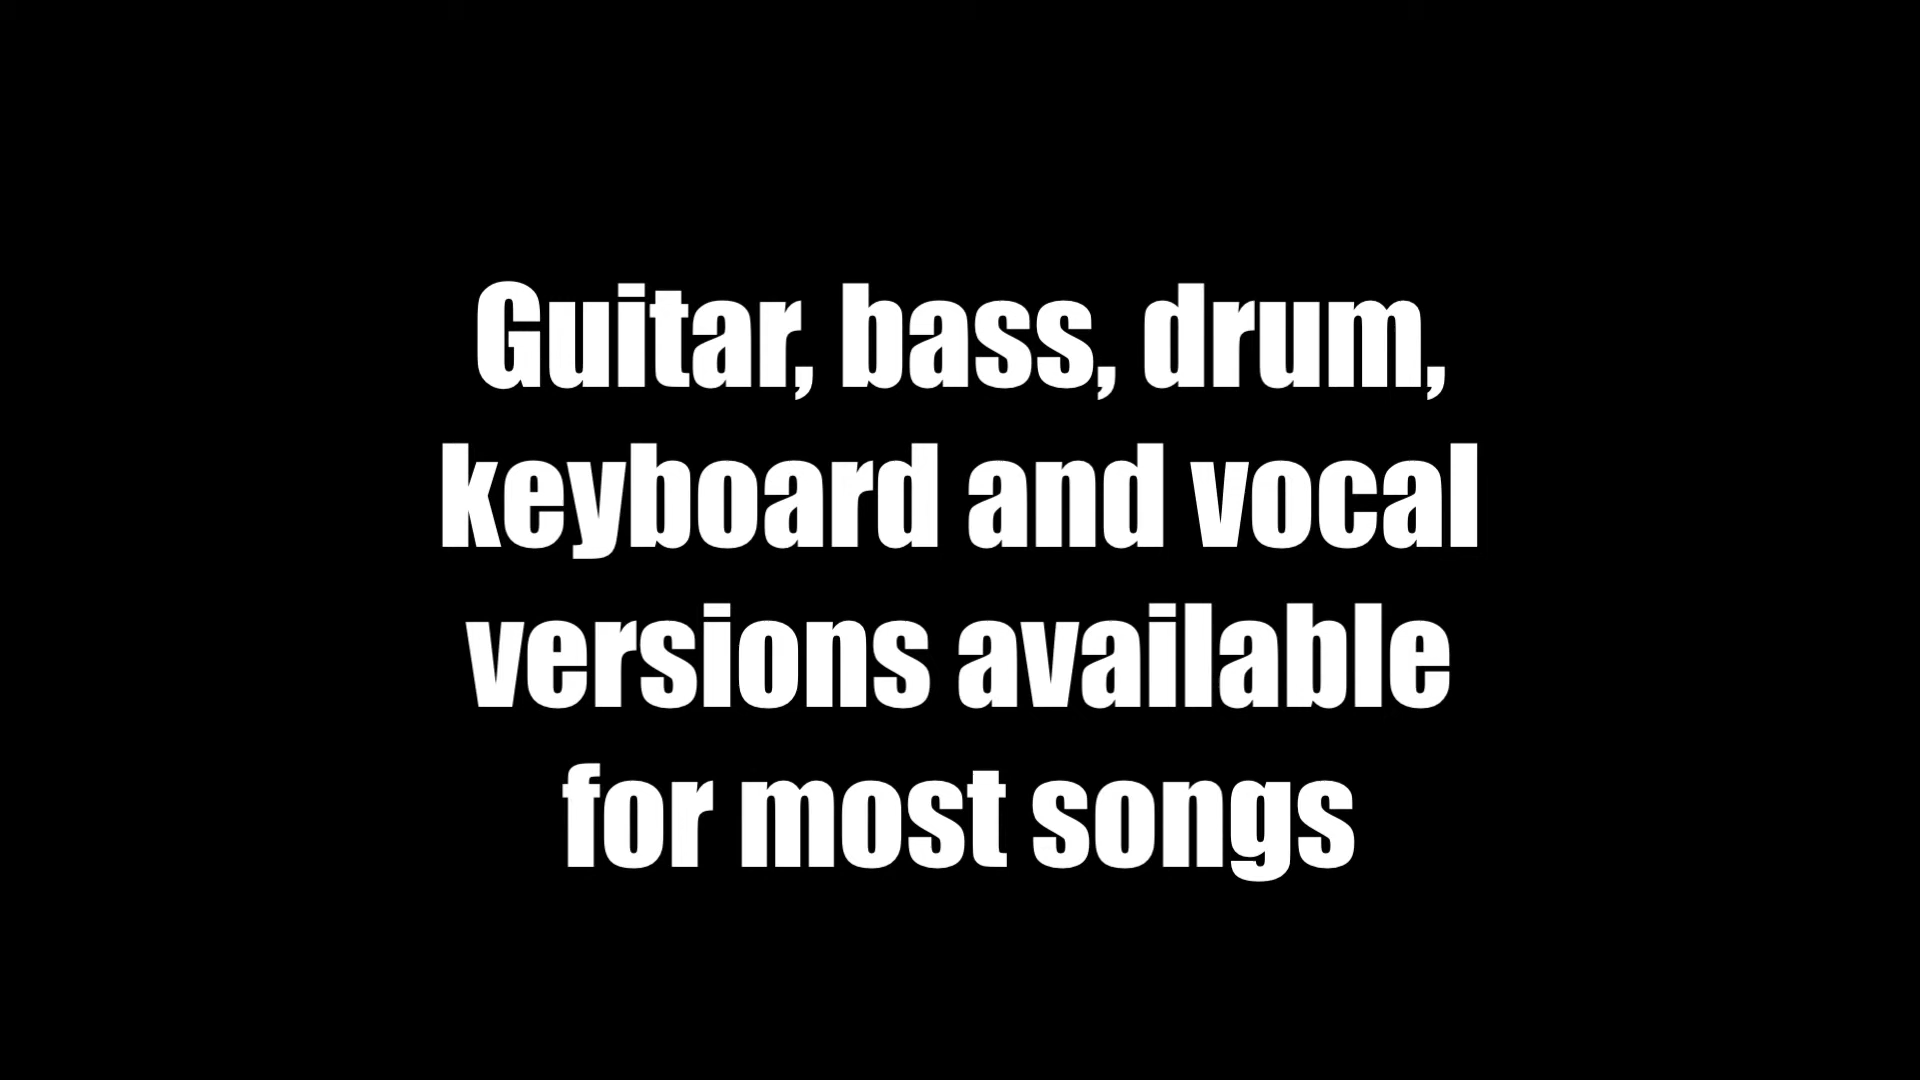 Guitar, bass, drum,
keyboard and vocal
versions available
for most songs